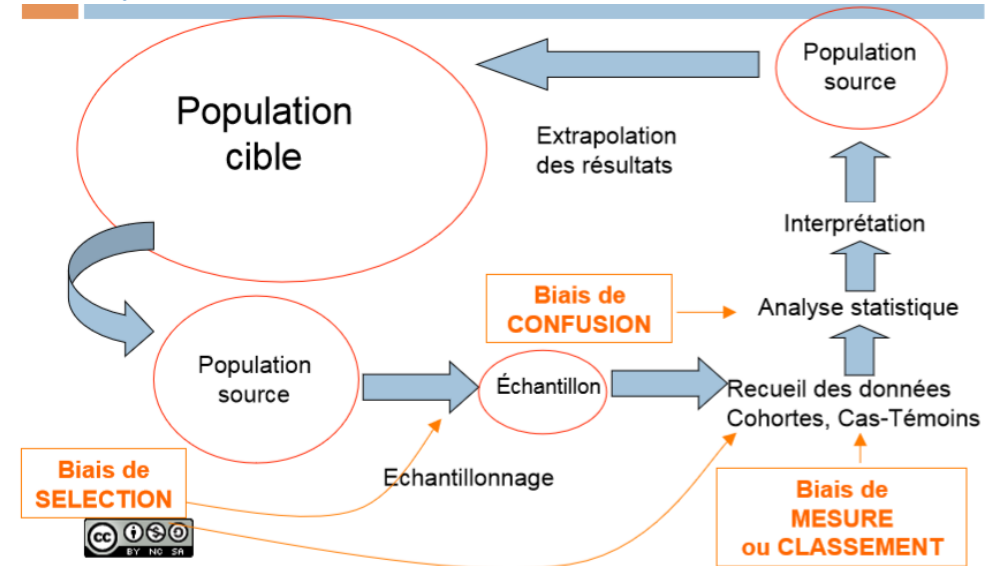 Population
cible
Population
source
Extrapolation
des résultats
Interprétation
Biais de
CONFUSION
Analyse statistique
Population
source
Échantillon
Recueil des données
Cohortes, Cas-Témoins
Biais de
SELECTION
Echantillonnage
Biais de
MESURE
ou CLASSEMENT
cc
BY NC SA